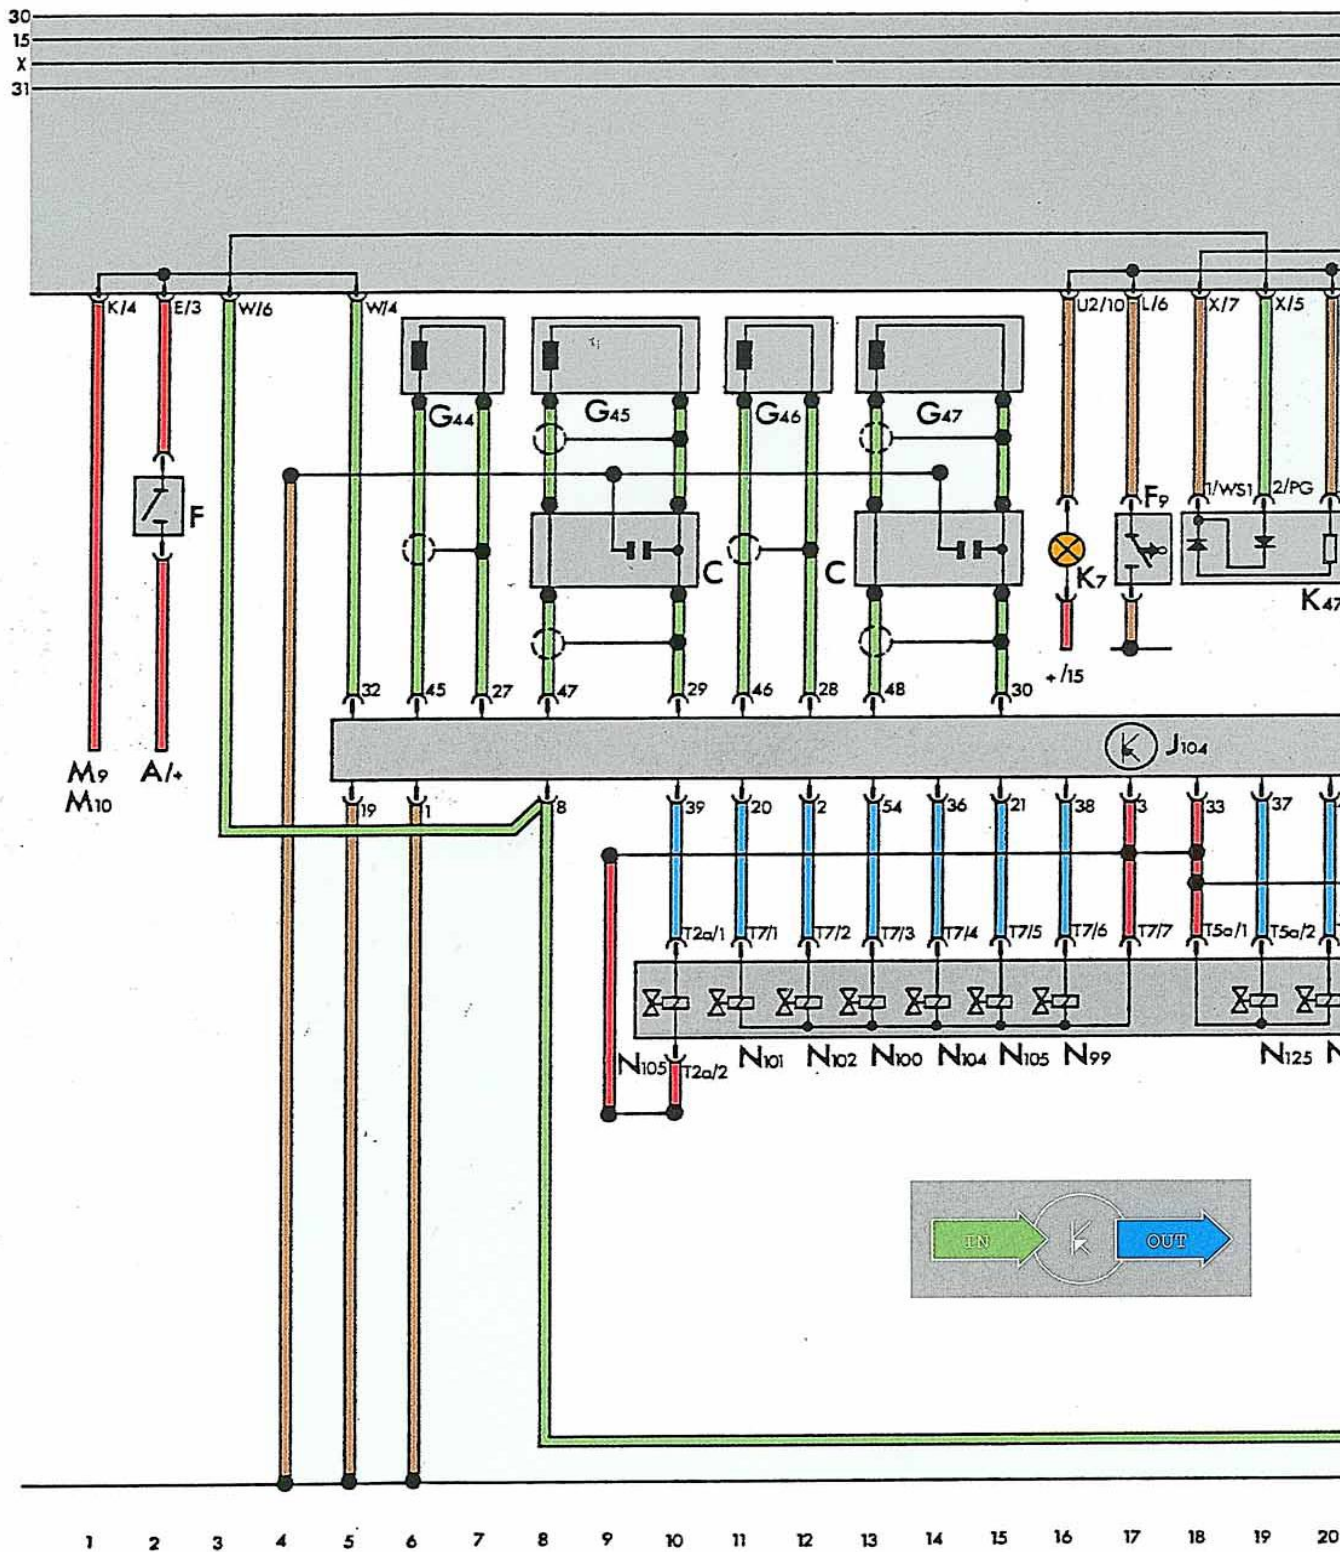 30
15
X
31
K/4 E/3 W/6 W/4 U2/10 L/6 X/7 X/5
G44 G45 G46 G47
F 1/WS1 2/PG F9
C C K7 K47
+/15
32 45 27 47 29 46 28 48 30
M9 A/+ J104
M10
19 1 8 39 20 2 54 36 21 38 3 33 37
T2a/1 T7/1 T7/2 T7/3 T7/4 T7/5 T7/6 T7/7 T5a/1 T5a/2
N105 T2a/2 N101 N102 N100 N104 N105 N99 N125 N
IN OUT
1 2 3 4 5 6 7 8 9 10 11 12 13 14 15 16 17 18 19 20